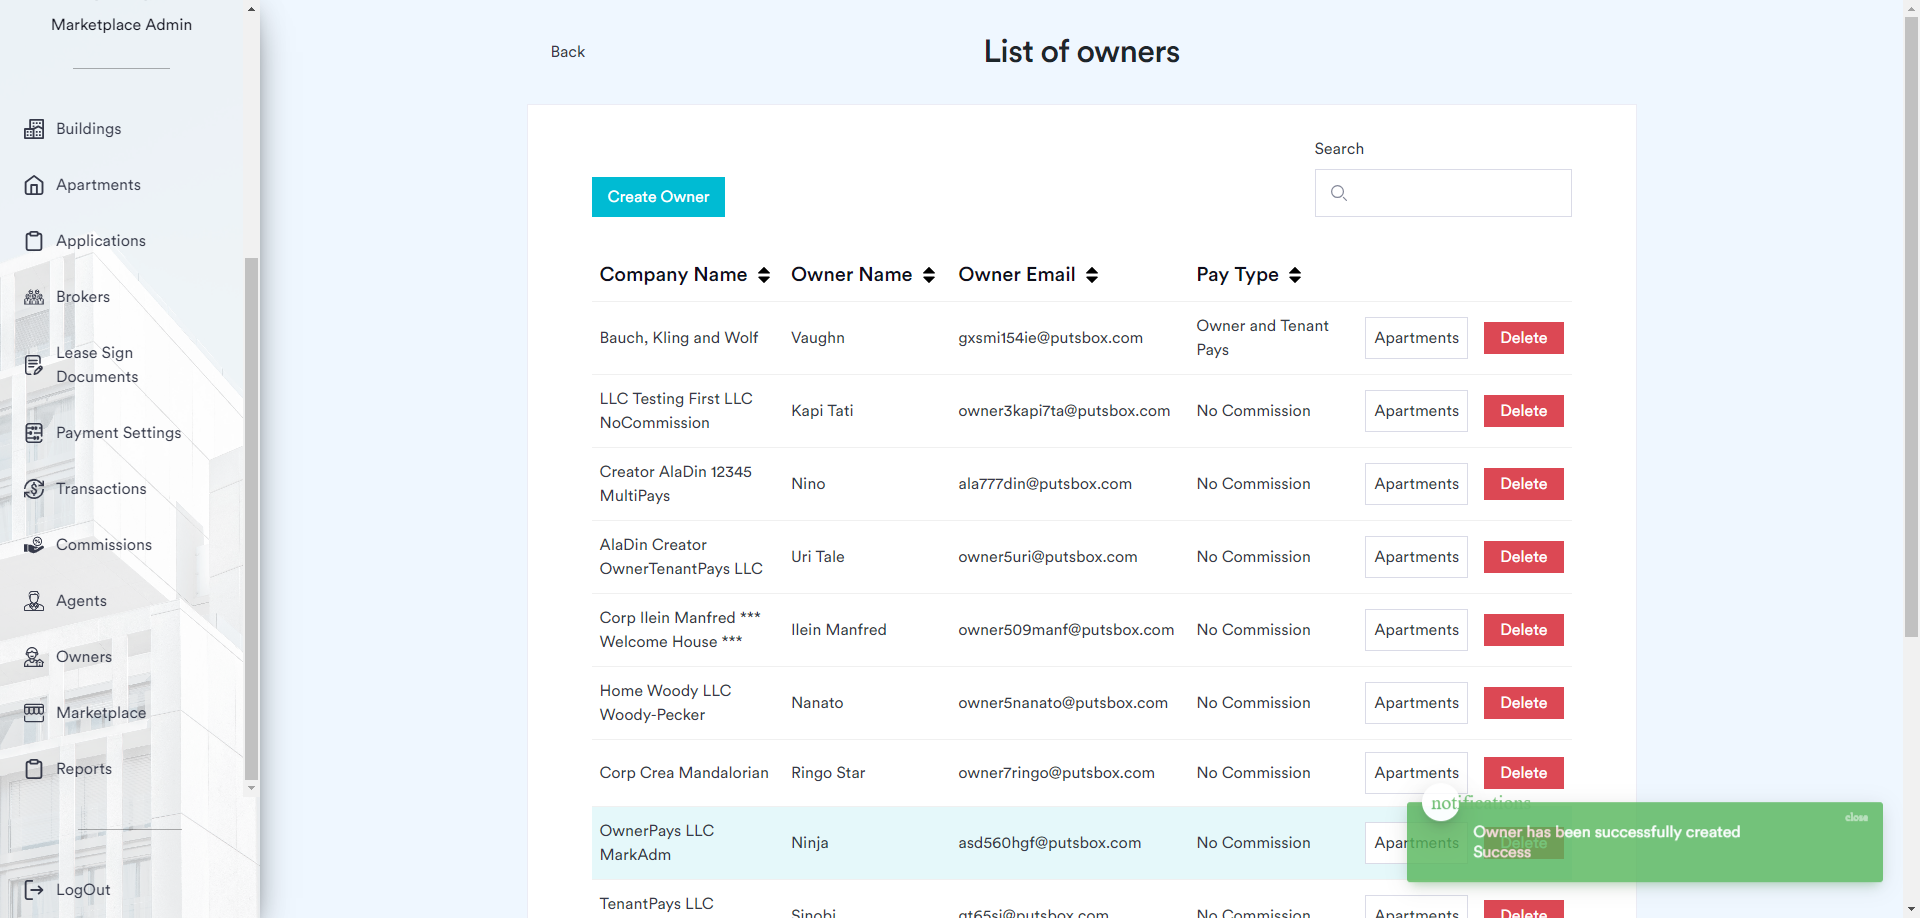 Marketplace Admin
Buildings
Apartments
Applications
Brokers
Lease Sign
Documents
Payment Settings
Transactions
Commissions
Agents
Owners
Marketplace
Reports
LogOut
Back
List of owners
Search
Create Owner
Company Name Owner Name Owner Email Pay Type
Bauch, Kling and Wolf Vaughn gxsmi154ie@putsbox.com Owner and Tenant Pays Apartments Delete
LLC Testing First LLC NoCommission Kapi Tati owner3kapi7ta@putsbox.com No Commission Apartments Delete
Creator AlaDin 12345 MultiPays Nino ala777din@putsbox.com No Commission Apartments Delete
AlaDin Creator OwnerTenantPays LLC Uri Tale owner5uri@putsbox.com No Commission Apartments Delete
Corp Ilein Manfred *** Welcome House *** Ilein Manfred owner509manf@putsbox.com No Commission Apartments Delete
Home Woody LLC Woody-Pecker Nanato owner5nanato@putsbox.com No Commission Apartments Delete
Corp Crea Mandalorian Ringo Star owner7ringo@putsbox.com No Commission Apartments Delete
OwnerPays LLC MarkAdm Ninja asd560hgf@putsbox.com No Commission Apartments Delete
TenantPays LLC Sinobi gt65si@putsbox.com No Commission Apartments Delete
notifications
close
Owner has been successfully created
Success